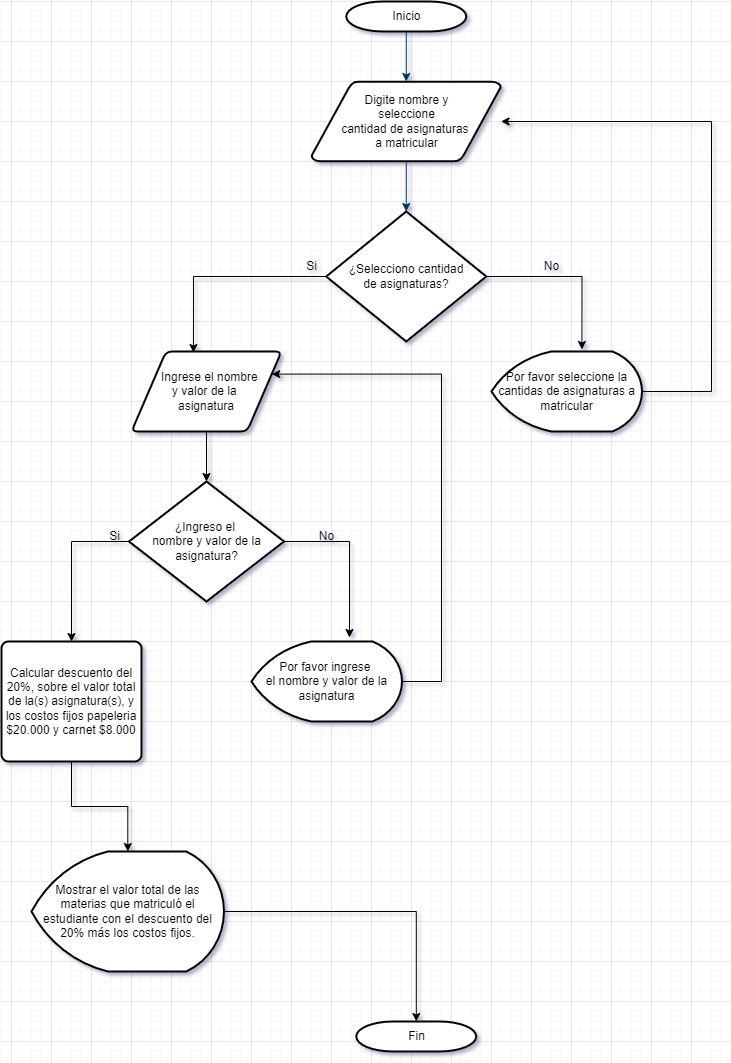 Inicio
Digite nombre y
seleccione
cantidad de asignaturas
a matricular
¿Selecciono cantidad
de asignaturas?
Si
No
Ingrese el nombre
y valor de la
asignatura
Por favor seleccione la
cantidas de asignaturas a
matricular
¿Ingreso el
nombre y valor de la
asignatura?
Si
No
Calcular descuento del
20%, sobre el valor total
de la(s) asignatura(s), y
los costos fijos papeleria
$20.000 y carnet $8.000
Por favor ingrese
el nombre y valor de la
asignatura
Mostrar el valor total de las
materias que matriculó el
estudiante con el descuento del
20% más los costos fijos.
Fin